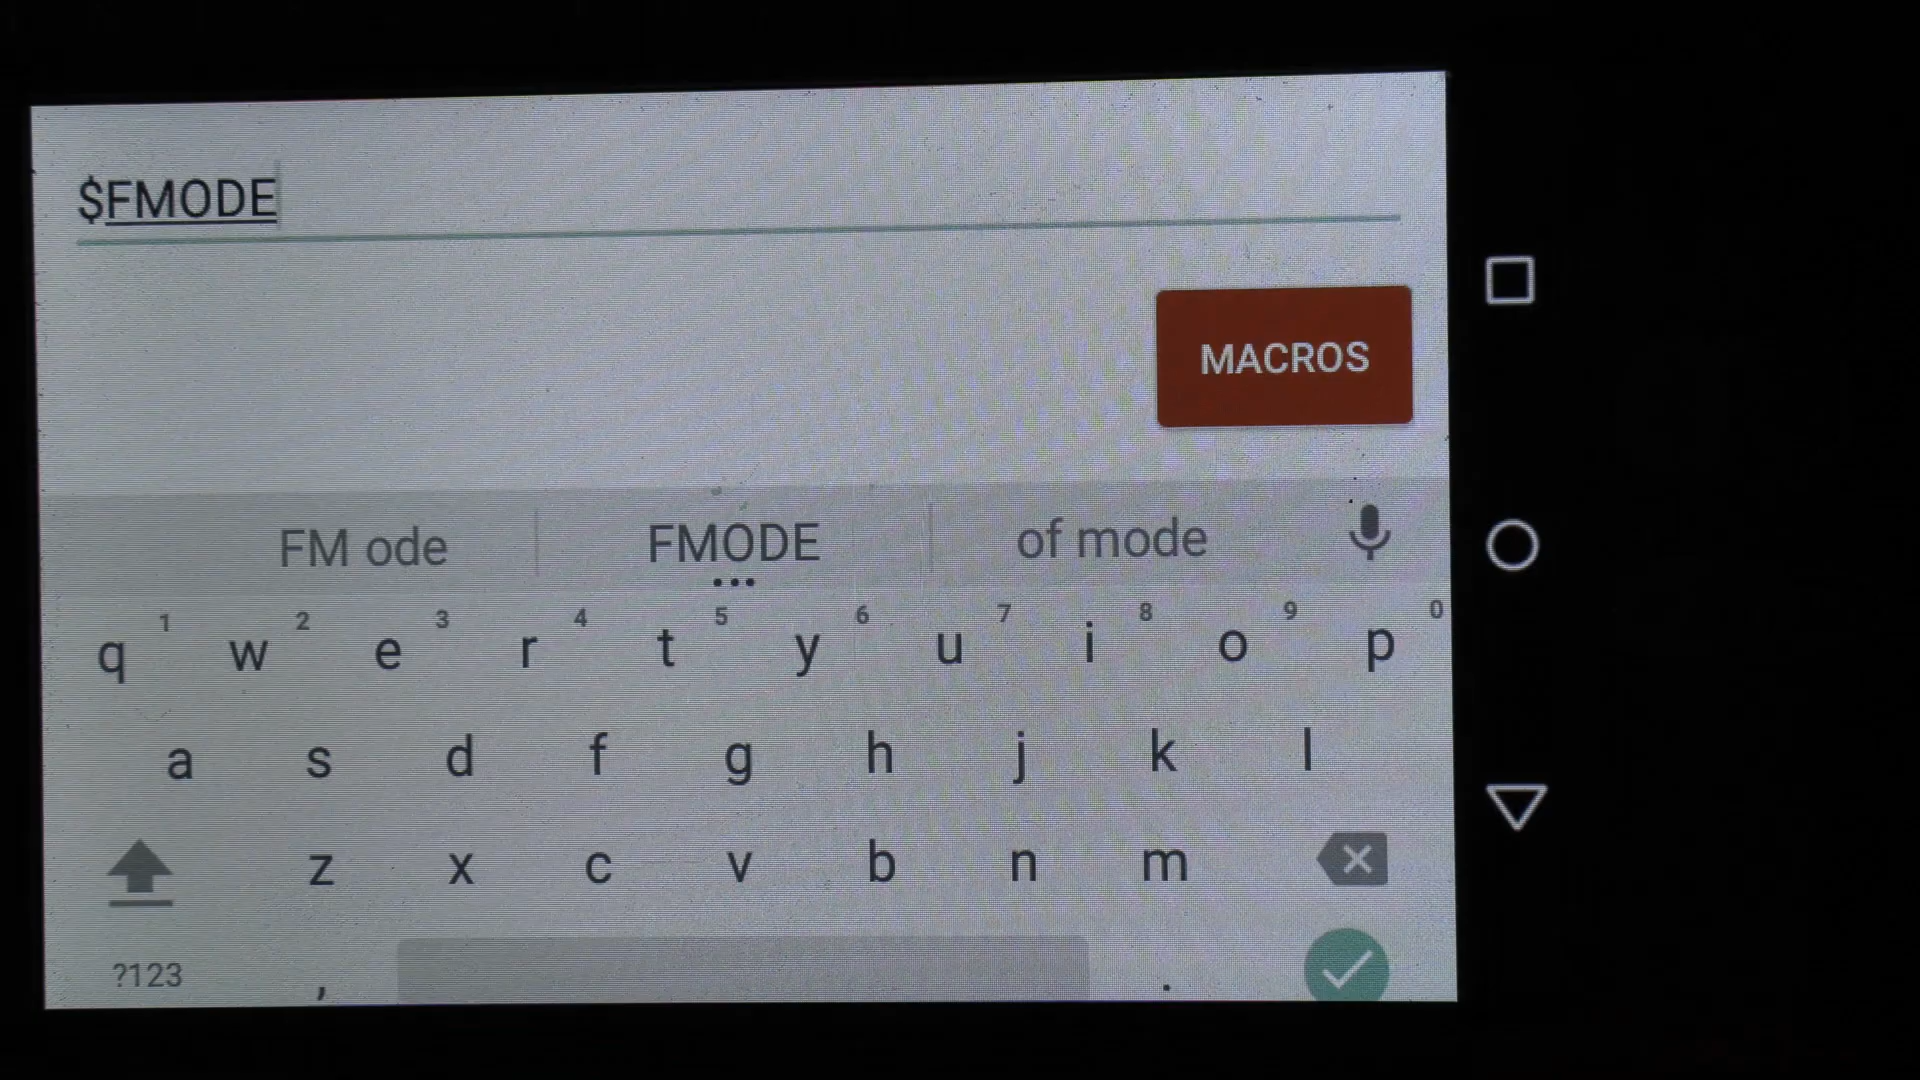 $FMODE
MACROS
FM ode FMODE of mode
1 2 3 4 5 6 7 8 9 0
q w e r t y u i o p
a s d f g h j k l
z x c v b n m
?123 , .